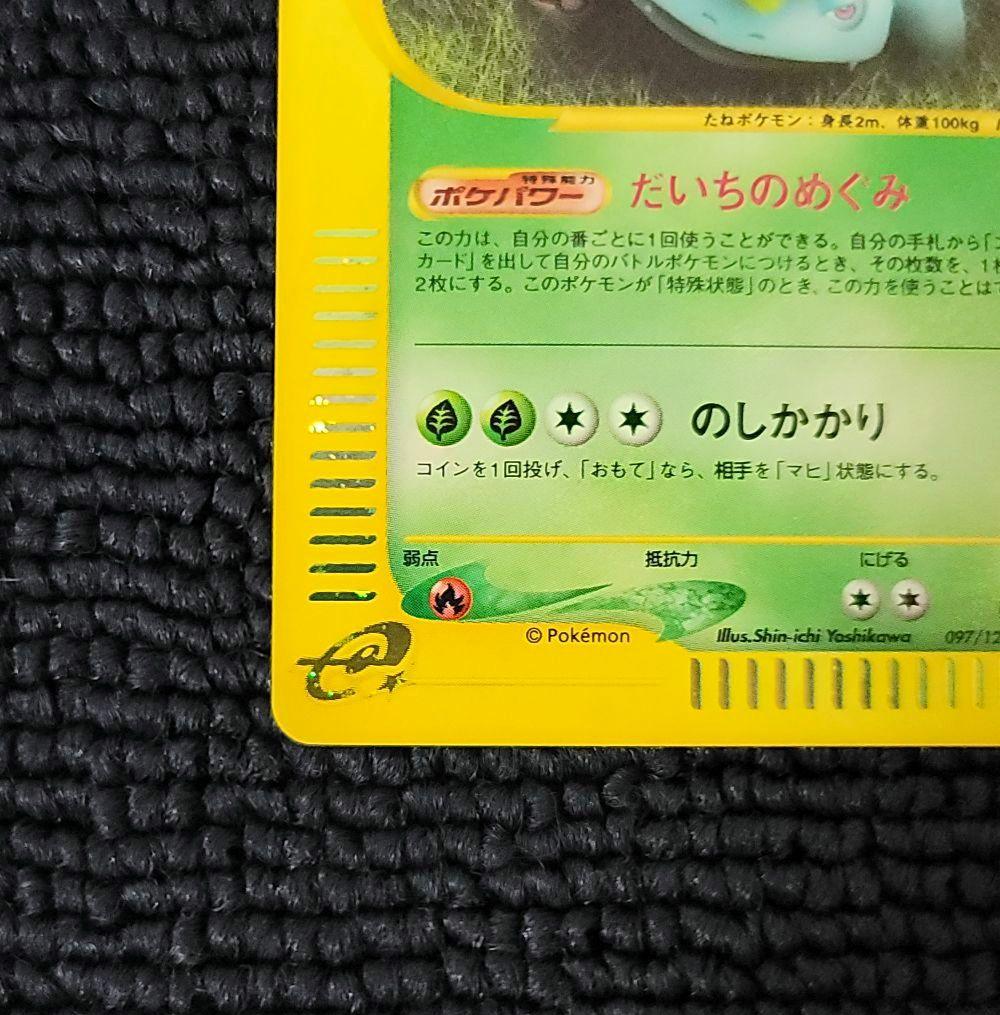 たねポケモン：身長2m、体重100kg
特殊能力
ポケパワー だいちのめぐみ
この力は、自分の番ごとに1回使うことができる。自分の手札から「
カード」を出して自分のバトルポケモンにつけるとき、その枚数を、1
2枚にする。このポケモンが「特殊状態」のとき、この力を使うことは
のしかかり
コインを1回投げ、「おもて」なら、相手を「マヒ」状態にする。
弱点 抵抗力 にげる
© Pokémon Illus.Shin-ichi Yoshikawa 097/12
e